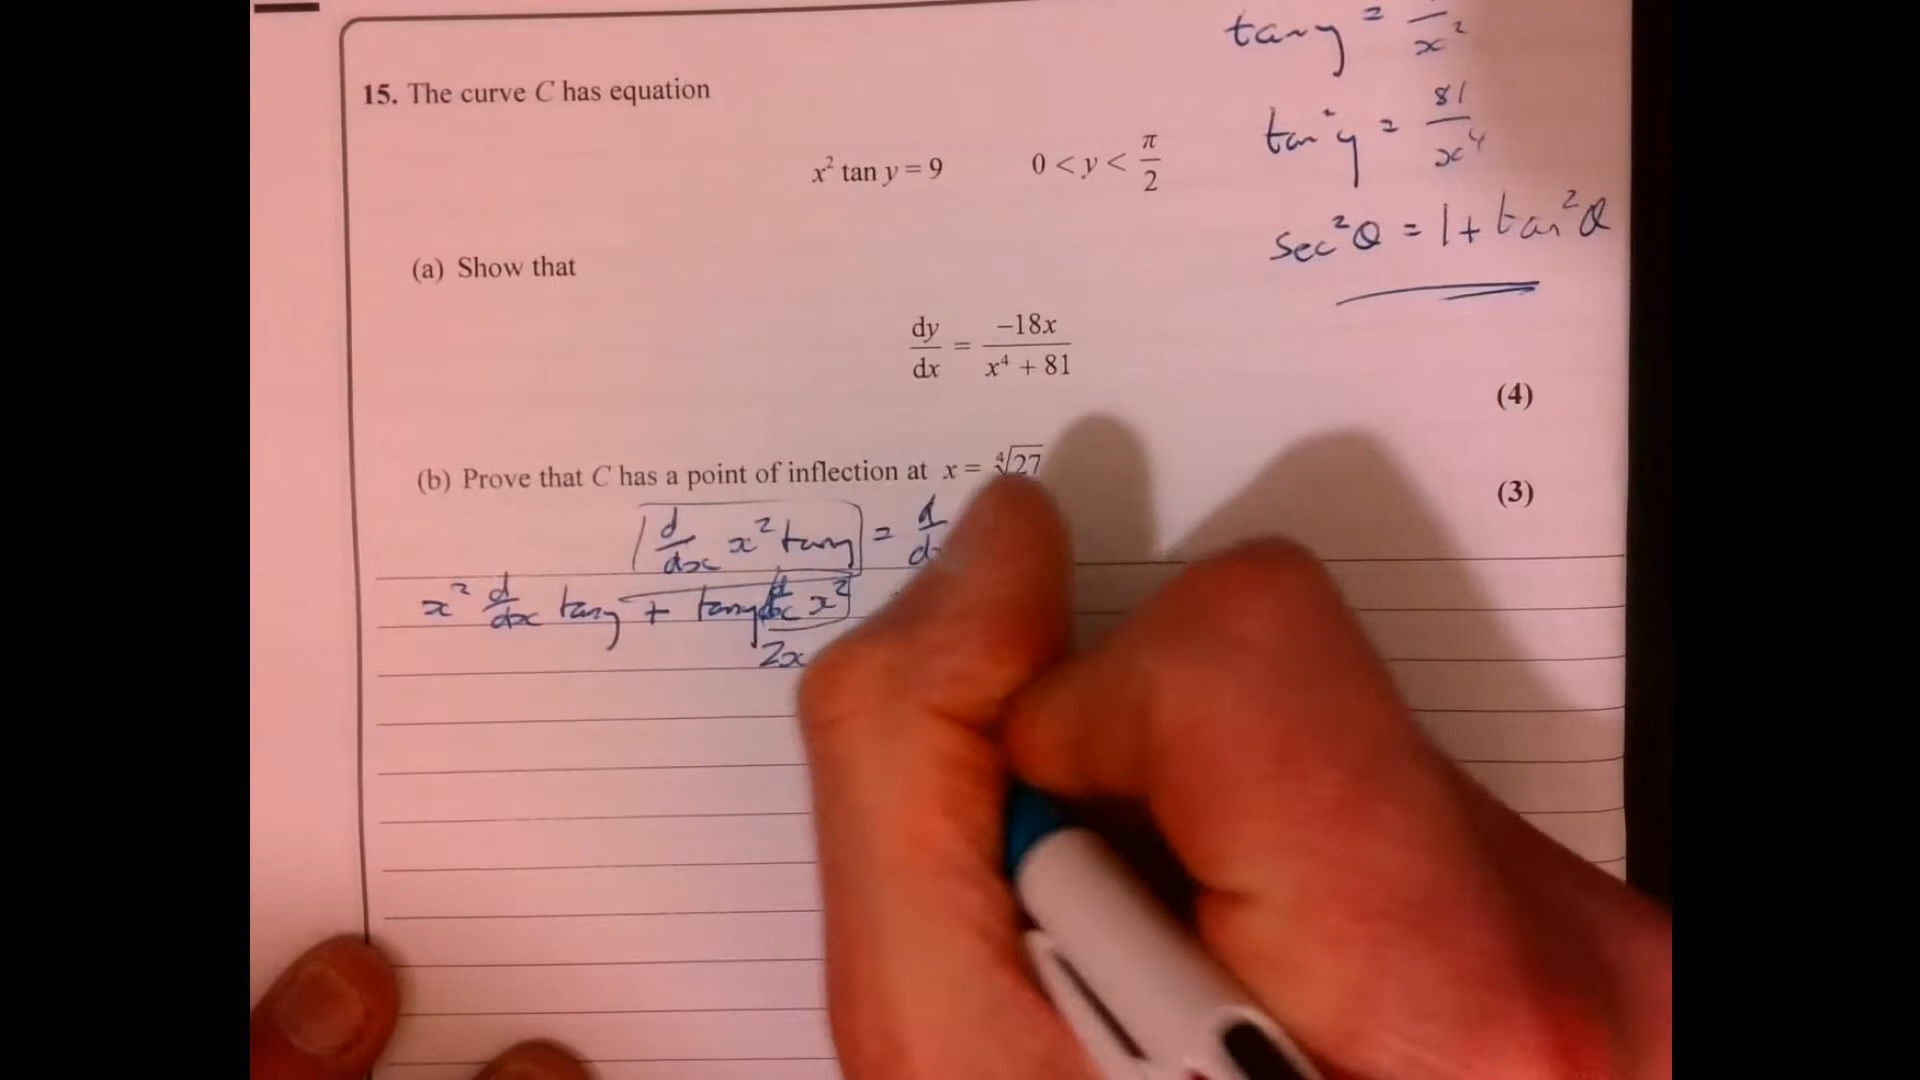 tan y = /x²
15. The curve C has equation
tan²y = 81/x⁴
x² tan y = 9 0 < y < π/2
sec²θ = 1 + tan²θ
(a) Show that
dy/dx = −18x/(x⁴ + 81)
(4)
(b) Prove that C has a point of inflection at x = ∜27
(3)
d/dx x² tan y = d/d
x² d/dx tan y + tan y d/dx x²
2x